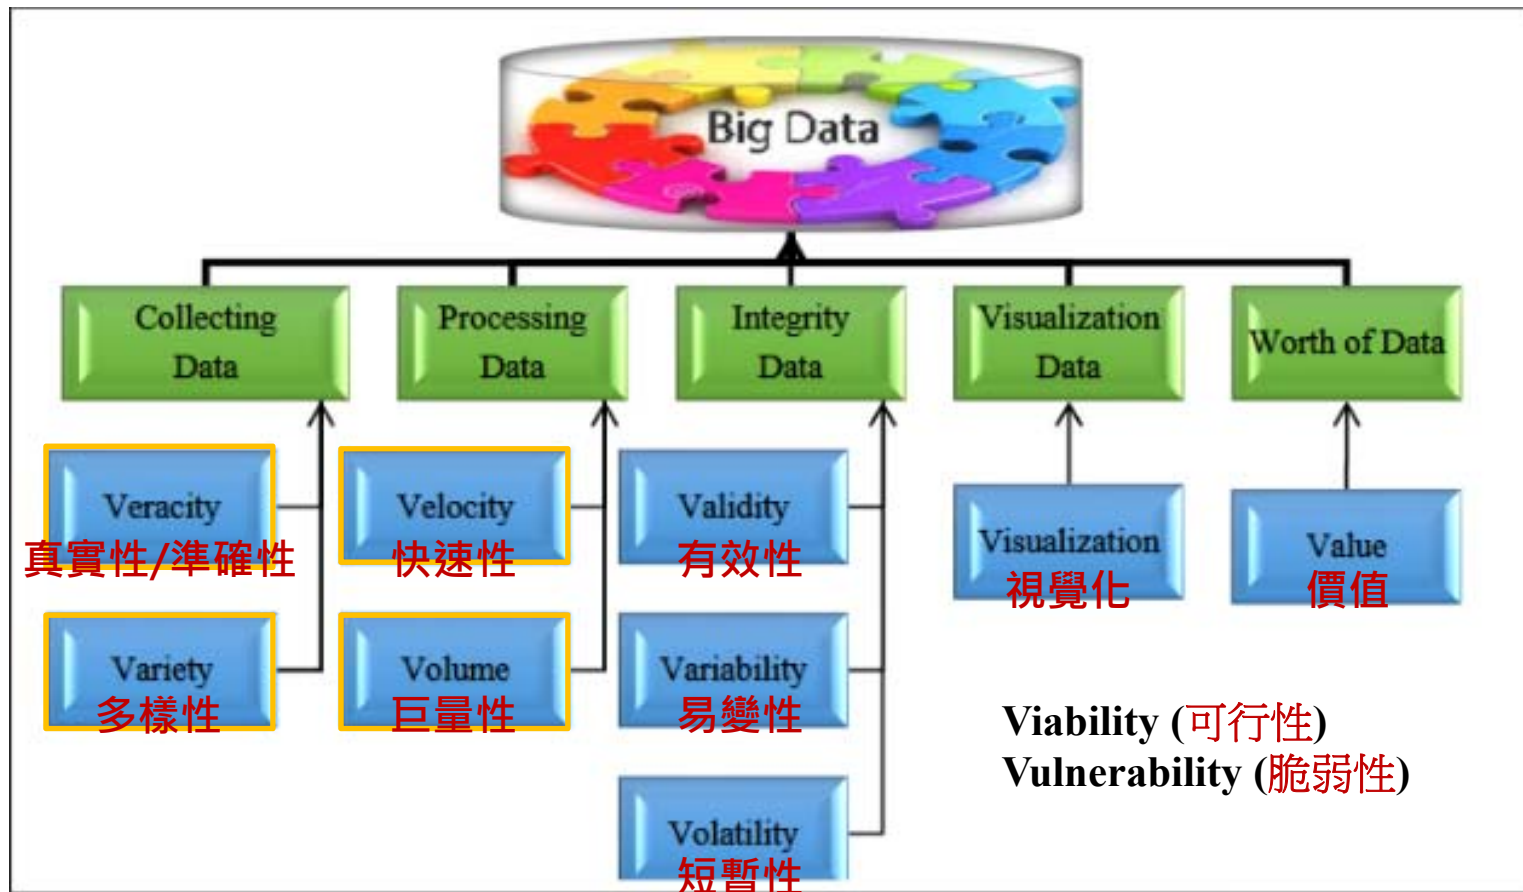 Big Data
Collecting
Data
Processing
Data
Integrity
Data
Visualization
Data
Worth of Data
Veracity
真實性/準確性
Variety
多樣性
Velocity
快速性
Volume
巨量性
Validity
有效性
Variability
易變性
Volatility
短暫性
Visualization
視覺化
Value
價值
Viability (可行性)
Vulnerability (脆弱性)